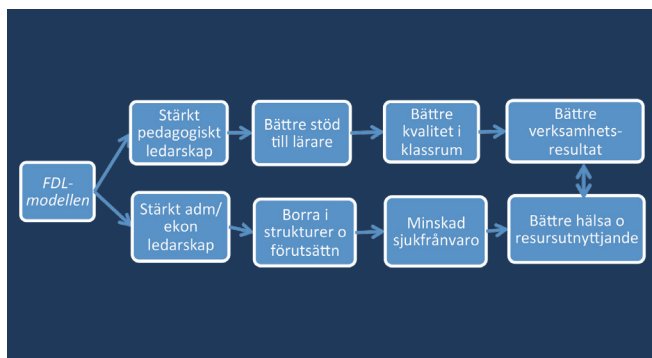 FDL-
modellen
Stärkt
pedagogiskt
ledarskap
Bättre stöd
till lärare
Bättre
kvalitet i
klassrum
Bättre
verksamhets-
resultat
Stärkt adm/
ekon
ledarskap
Borra i
strukturer o
förutsättn
Minskad
sjukfrånvaro
Bättre hälsa o
resursutnyttjande